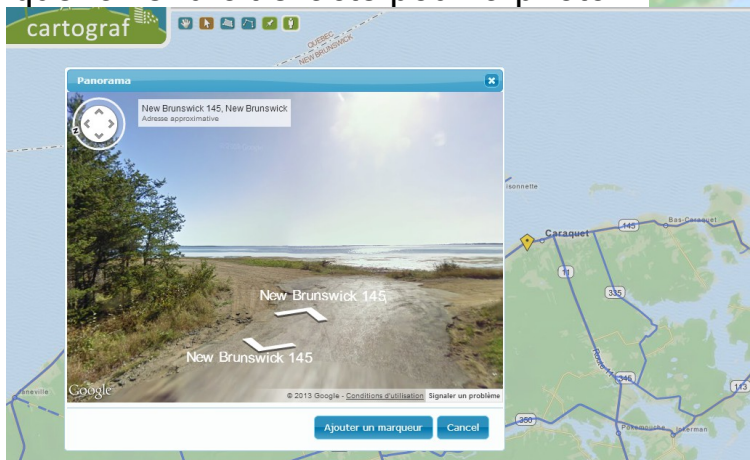 cartograf
QUEBEC
NEW BRUNSWICK
Panorama
New Brunswick 145, New Brunswick
Adresse approximative
N
New Brunswick 145
New Brunswick 145
Google
© 2013 Google - Conditions d'utilisation Signaler un problème
Ajouter un marqueur Cancel
isonnette
Caraquet
145
Bas-Caraquet
11
335
345
113
350
Pokemouche